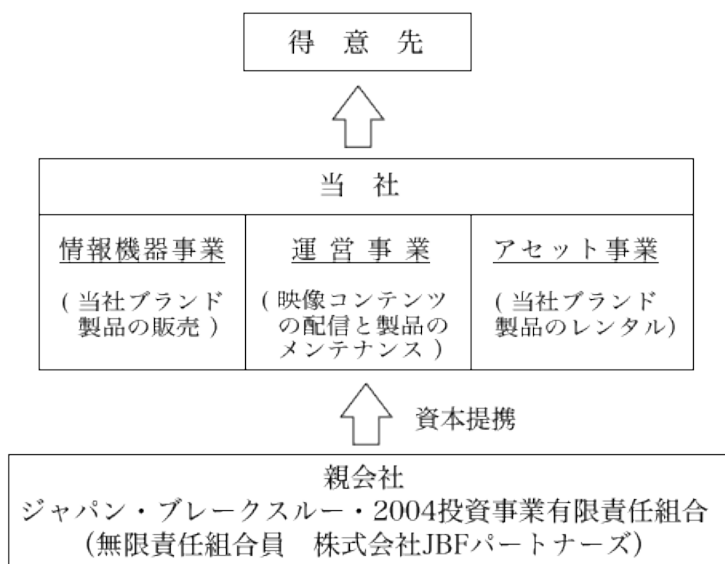 得意先
当社
情報機器事業
(当社ブランド
製品の販売)
運営事業
(映像コンテンツ
の配信と製品の
メンテナンス)
アセット事業
(当社ブランド
製品のレンタル)
資本提携
親会社
ジャパン・ブレークスルー・2004投資事業有限責任組合
(無限責任組合員　株式会社JBFパートナーズ)